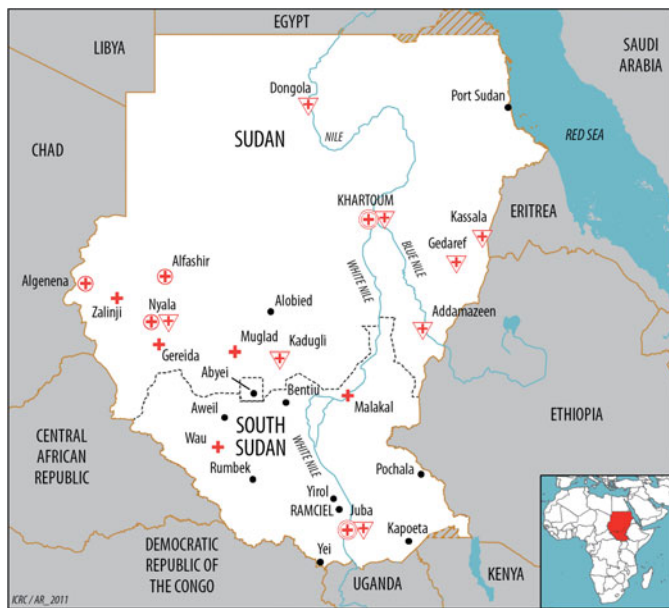 EGYPT
LIBYA
SAUDI
ARABIA
Dongola
Port Sudan
SUDAN
NILE
RED SEA
CHAD
KHARTOUM
Kassala
ERITREA
Gedaref
BLUE NILE
WHITE NILE
Alfashir
Algenena
Zalinji
Nyala
Alobied
Addamazeen
Muglad
Kadugli
Gereida
Abyei
Bentiu
Aweil
Malakal
ETHIOPIA
SOUTH
SUDAN
CENTRAL
AFRICAN
REPUBLIC
Wau
WHITE NILE
Rumbek
Pochala
Yirol
RAMCIEL
Juba
Kapoeta
DEMOCRATIC
REPUBLIC OF
THE CONGO
Yei
UGANDA
KENYA
ICRC / AR_2011